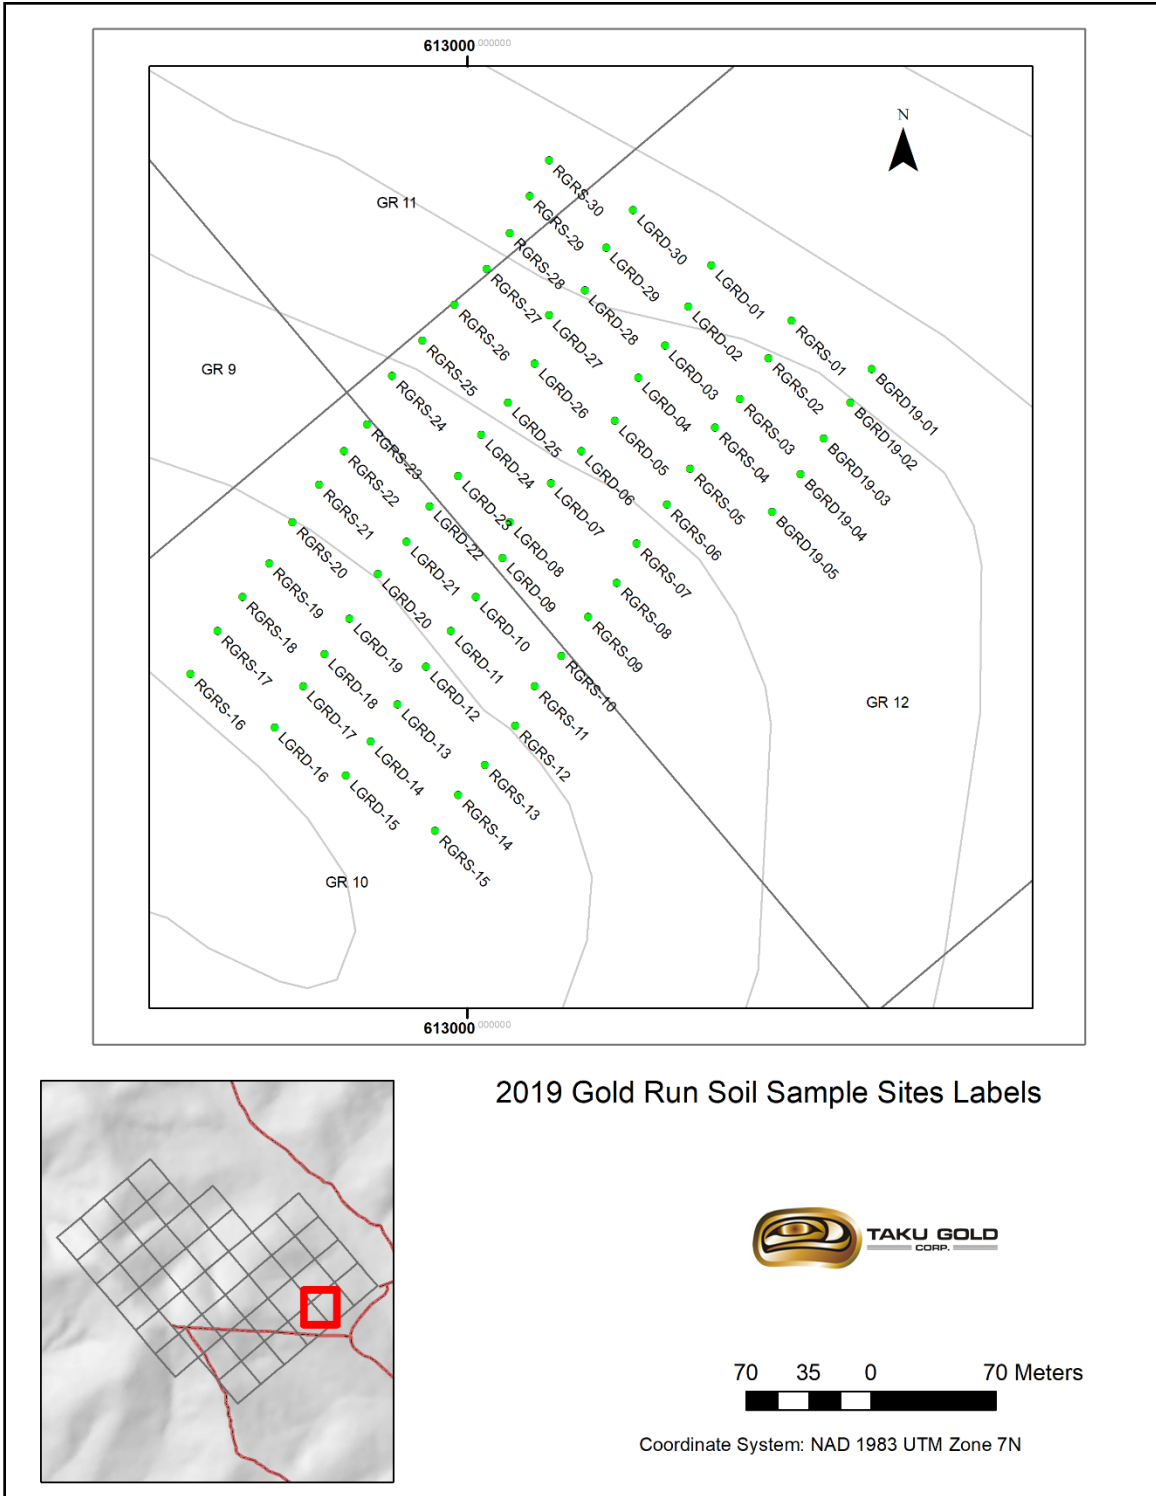 613000.000000
N
RGRS-30
GR 11
RGRS-29
LGRD-30
RGRS-28
LGRD-29
LGRD-01
RGRS-27
LGRD-28
RGRS-26
LGRD-27
LGRD-02
RGRS-01
RGRS-25
LGRD-26
LGRD-03
RGRS-02
BGRD19-01
GR 9
RGRS-24
LGRD-25
LGRD-04
RGRS-03
BGRD19-02
RGRS-23
LGRD-24
LGRD-05
RGRS-04
BGRD19-03
RGRS-22
LGRD-23
LGRD-06
RGRS-05
BGRD19-04
RGRS-21
LGRD-22
LGRD-07
RGRS-06
BGRD19-05
RGRS-20
LGRD-21
LGRD-08
RGRS-07
RGRS-19
LGRD-20
LGRD-09
RGRS-08
RGRS-18
LGRD-19
LGRD-10
RGRS-09
RGRS-17
LGRD-18
LGRD-11
RGRS-10
RGRS-16
LGRD-17
LGRD-12
RGRS-11
GR 12
LGRD-16
LGRD-13
RGRS-12
LGRD-14
RGRS-13
LGRD-15
RGRS-14
RGRS-15
GR 10
613000.000000
2019 Gold Run Soil Sample Sites Labels
TAKU GOLD
CORP.
70 35 0 70 Meters
Coordinate System: NAD 1983 UTM Zone 7N